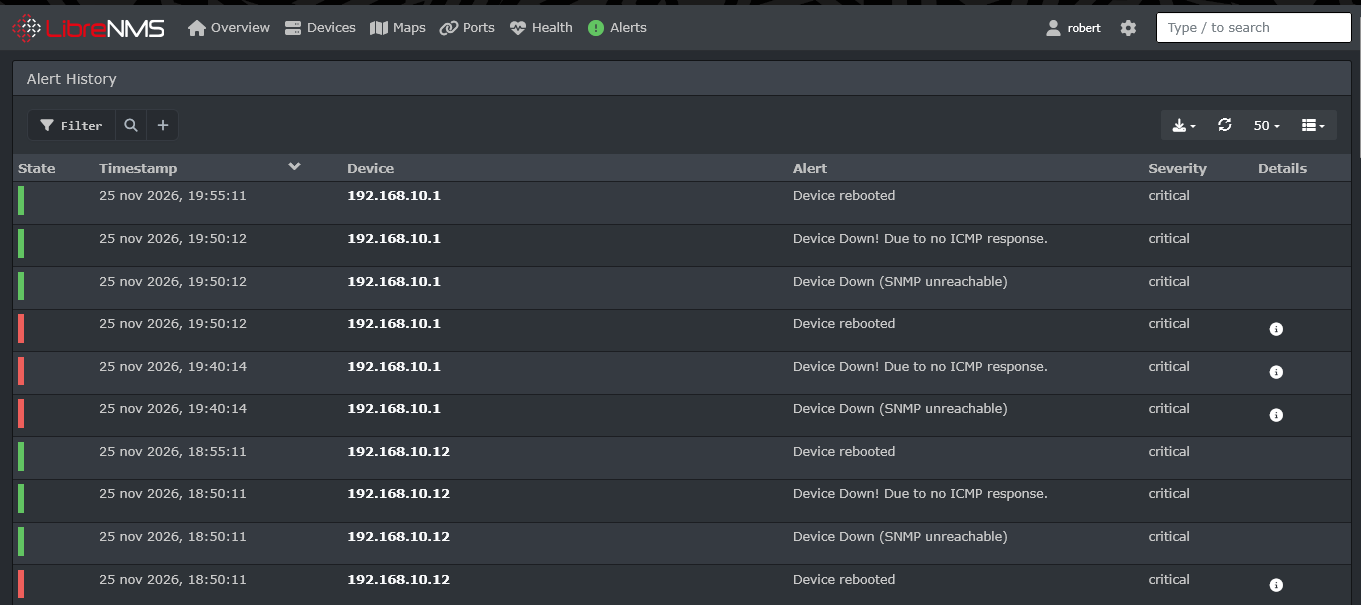 LibreNMS Overview Devices Maps Ports Health Alerts robert Type / to search
Alert History
Filter 50
State Timestamp Device Alert Severity Details
25 nov 2026, 19:55:11 192.168.10.1 Device rebooted critical
25 nov 2026, 19:50:12 192.168.10.1 Device Down! Due to no ICMP response. critical
25 nov 2026, 19:50:12 192.168.10.1 Device Down (SNMP unreachable) critical
25 nov 2026, 19:50:12 192.168.10.1 Device rebooted critical
25 nov 2026, 19:40:14 192.168.10.1 Device Down! Due to no ICMP response. critical
25 nov 2026, 19:40:14 192.168.10.1 Device Down (SNMP unreachable) critical
25 nov 2026, 18:55:11 192.168.10.12 Device rebooted critical
25 nov 2026, 18:50:11 192.168.10.12 Device Down! Due to no ICMP response. critical
25 nov 2026, 18:50:11 192.168.10.12 Device Down (SNMP unreachable) critical
25 nov 2026, 18:50:11 192.168.10.12 Device rebooted critical